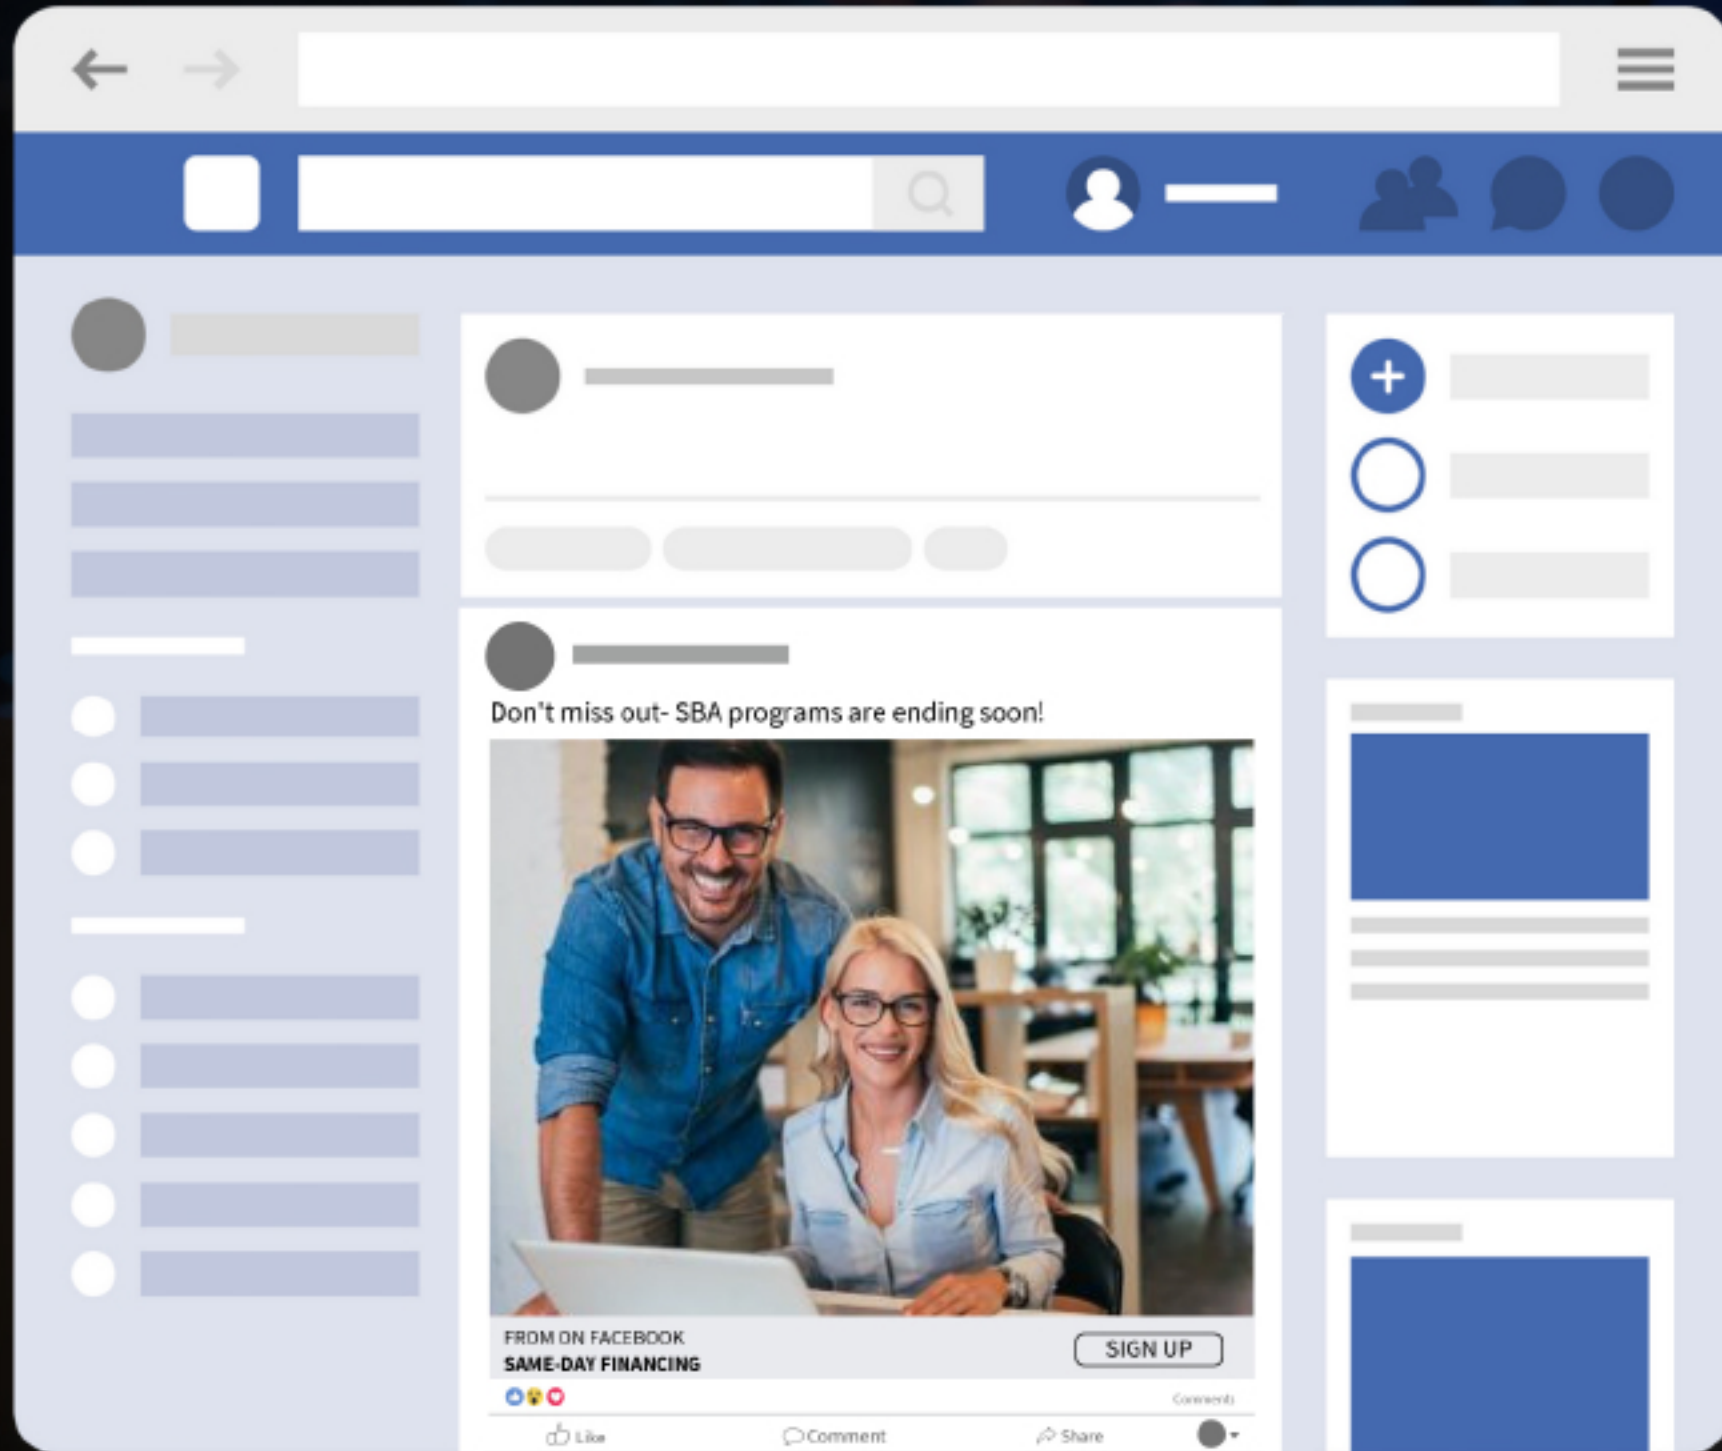 Don't miss out- SBA programs are ending soon!
FROM ON FACEBOOK
SAME-DAY FINANCING
SIGN UP
Comments
Like
Comment
Share